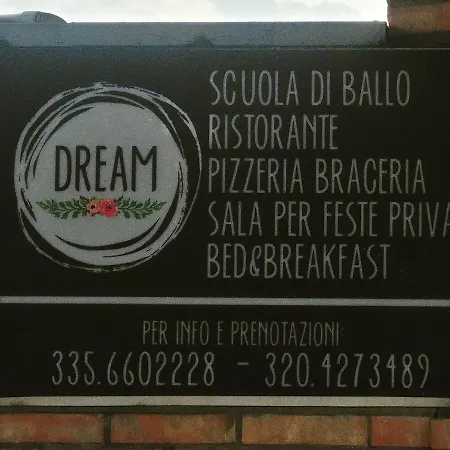 DREAM
SCUOLA DI BALLO
RISTORANTE
PIZZERIA BRACERIA
SALA PER FESTE PRIVA
BED&BREAKFAST
PER INFO E PRENOTAZIONI:
335.6602228 - 320.4273489